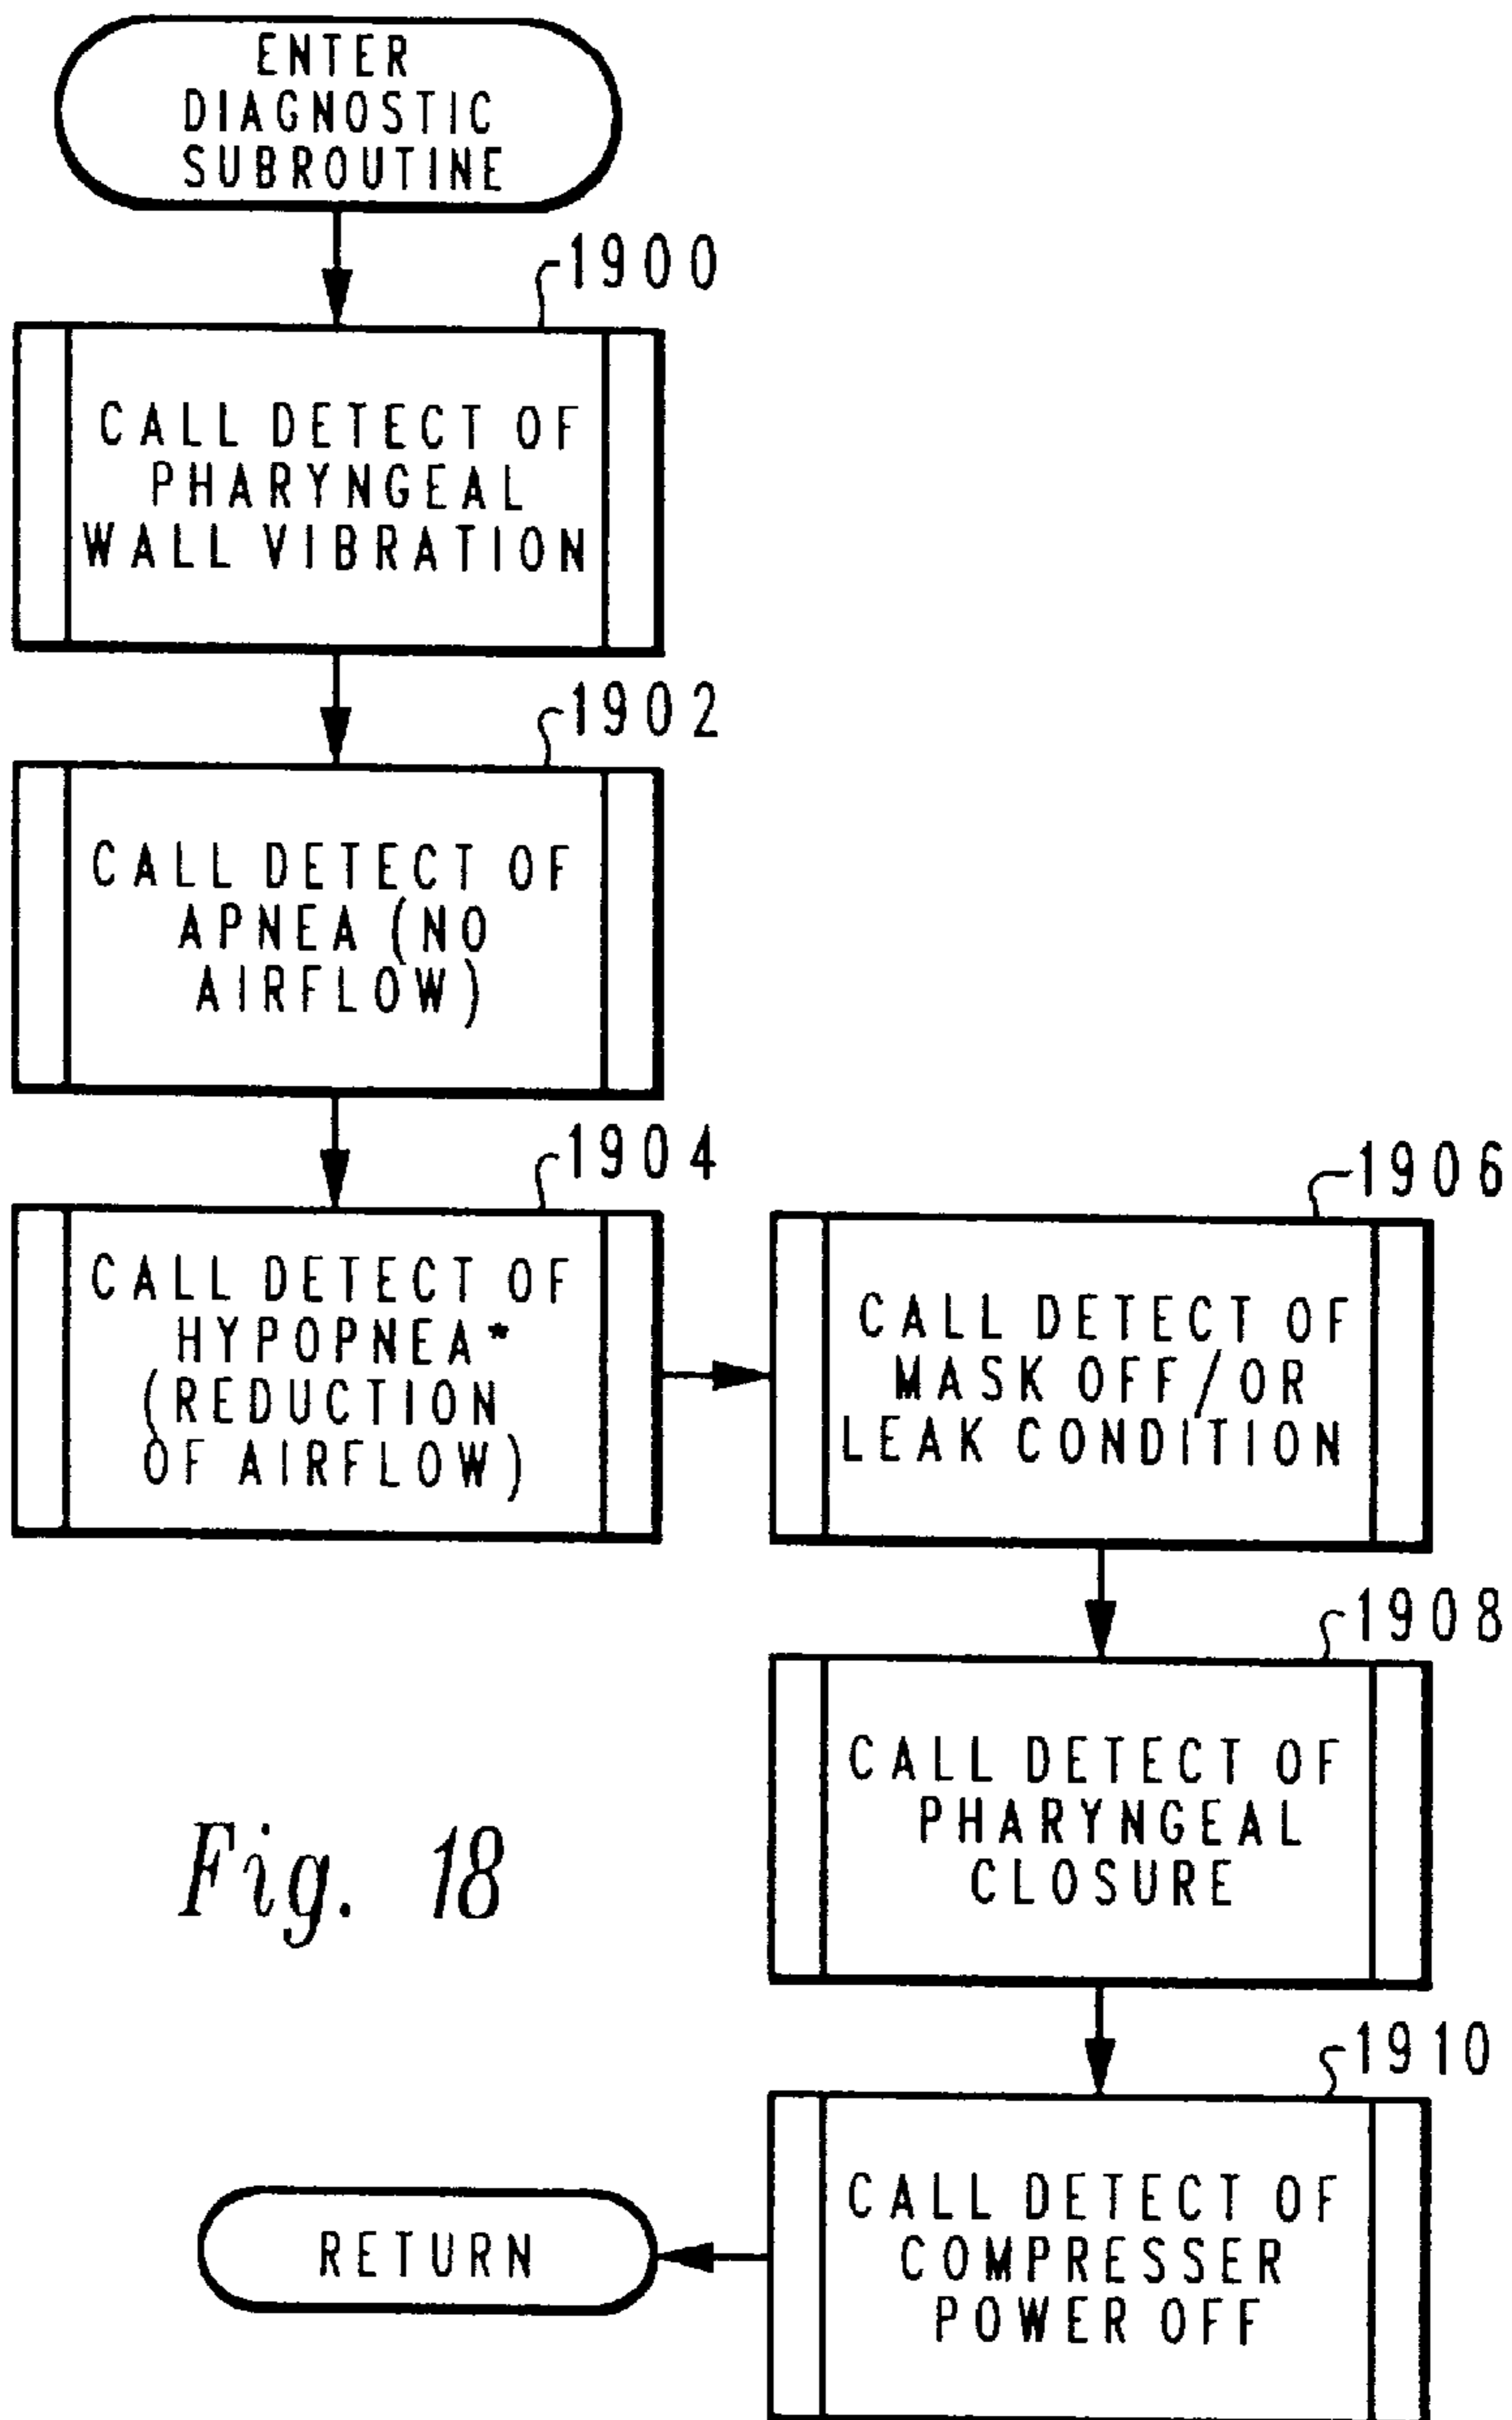 ENTER
DIAGNOSTIC
SUBROUTINE
1900
CALL DETECT OF
PHARYNGEAL
WALL VIBRATION
1902
CALL DETECT OF
APNEA (NO
AIRFLOW)
1904
CALL DETECT OF
HYPOPNEA*
(REDUCTION
OF AIRFLOW)
1906
CALL DETECT OF
MASK OFF/OR
LEAK CONDITION
1908
CALL DETECT OF
PHARYNGEAL
CLOSURE
1910
CALL DETECT OF
COMPRESSER
POWER OFF
RETURN
Fig. 18